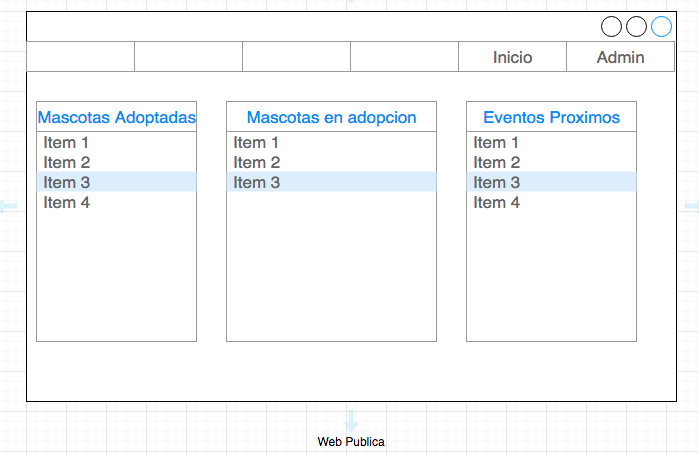 Inicio
Admin
Mascotas Adoptadas
Item 1
Item 2
Item 3
Item 4
Mascotas en adopcion
Item 1
Item 2
Item 3
Eventos Proximos
Item 1
Item 2
Item 3
Item 4
Web Publica